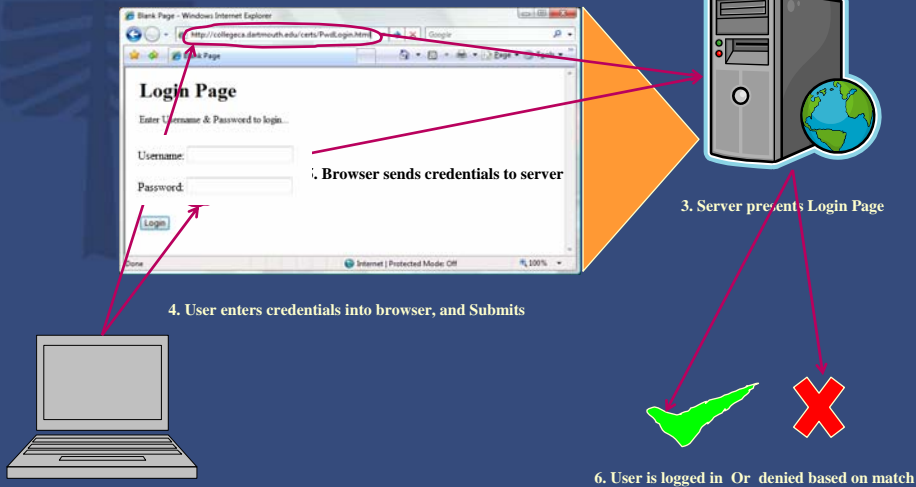 Blank Page - Windows Internet Explorer
http://collegeca.dartmouth.edu/certs/PwdLogin.html
Google
Page
Login Page
Enter Username & Password to login...
Username:
. Browser sends credentials to server
Password:
Login
3. Server presents Login Page
Done
Internet | Protected Mode: Off
100%
4. User enters credentials into browser, and Submits
6. User is logged in Or denied based on match